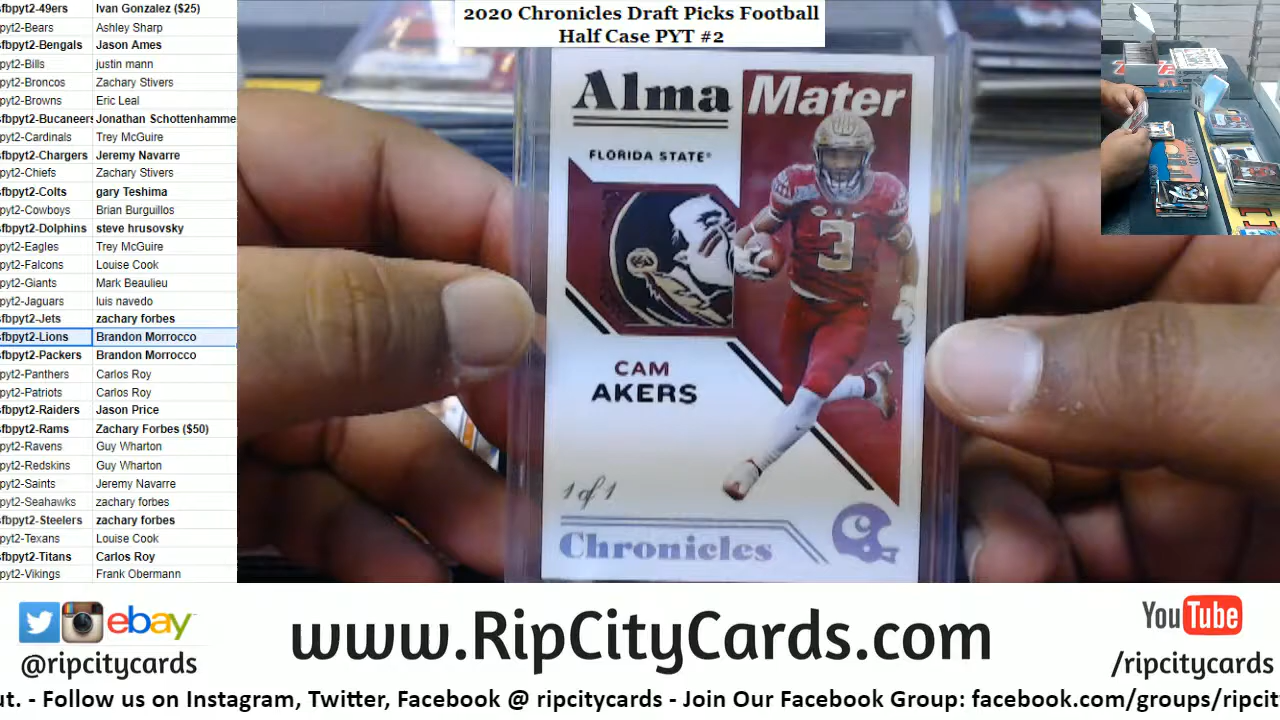 2020 Chronicles Draft Picks Football
Half Case PYT #2
fbpyt2-49ers Ivan Gonzalez ($25)
pyt2-Bears Ashley Sharp
fbpyt2-Bengals Jason Ames
pyt2-Bills justin mann
pyt2-Broncos Zachary Stivers
pyt2-Browns Eric Leal
fbpyt2-Bucaneers Jonathan Schottenhamme
pyt2-Cardinals Trey McGuire
fbpyt2-Chargers Jeremy Navarre
pyt2-Chiefs Zachary Stivers
fbpyt2-Colts gary Teshima
pyt2-Cowboys Brian Burguillos
fbpyt2-Dolphins steve hrusovsky
pyt2-Eagles Trey McGuire
pyt2-Falcons Louise Cook
pyt2-Giants Mark Beaulieu
pyt2-Jaguars luis navedo
fbpyt2-Jets zachary forbes
fbpyt2-Lions Brandon Morrocco
fbpyt2-Packers Brandon Morrocco
pyt2-Panthers Carlos Roy
pyt2-Patriots Carlos Roy
fbpyt2-Raiders Jason Price
fbpyt2-Rams Zachary Forbes ($50)
pyt2-Ravens Guy Wharton
pyt2-Redskins Guy Wharton
pyt2-Saints Jeremy Navarre
pyt2-Seahawks zachary forbes
fbpyt2-Steelers zachary forbes
pyt2-Texans Louise Cook
fbpyt2-Titans Carlos Roy
pyt2-Vikings Frank Obermann
Alma Mater
FLORIDA STATE®
3
CAM
AKERS
1 of 1
Chronicles
ebay
@ripcitycards
www.RipCityCards.com
YouTube
/ripcitycards
ut. - Follow us on Instagram, Twitter, Facebook @ ripcitycards - Join Our Facebook Group: facebook.com/groups/ripcit